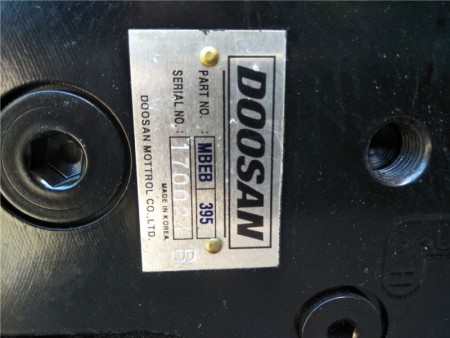 DOOSAN
PART NO. : MBEB 395
SERIAL NO. :
MADE IN KOREA
DOOSAN MOTTROL CO.,LTD.